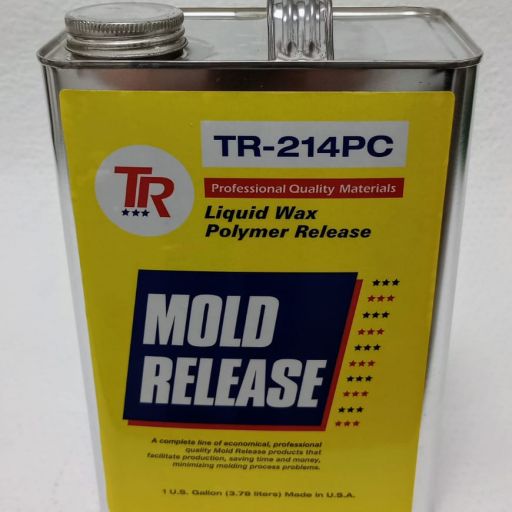 TR-214PC
TR
Professional Quality Materials
Liquid Wax
Polymer Release
MOLD
RELEASE
A complete line of economical, professional
quality Mold Release products that
facilitate production, saving time and money,
minimizing molding process problems.
1 U.S. Gallon (3.79 liters) Made in U.S.A.